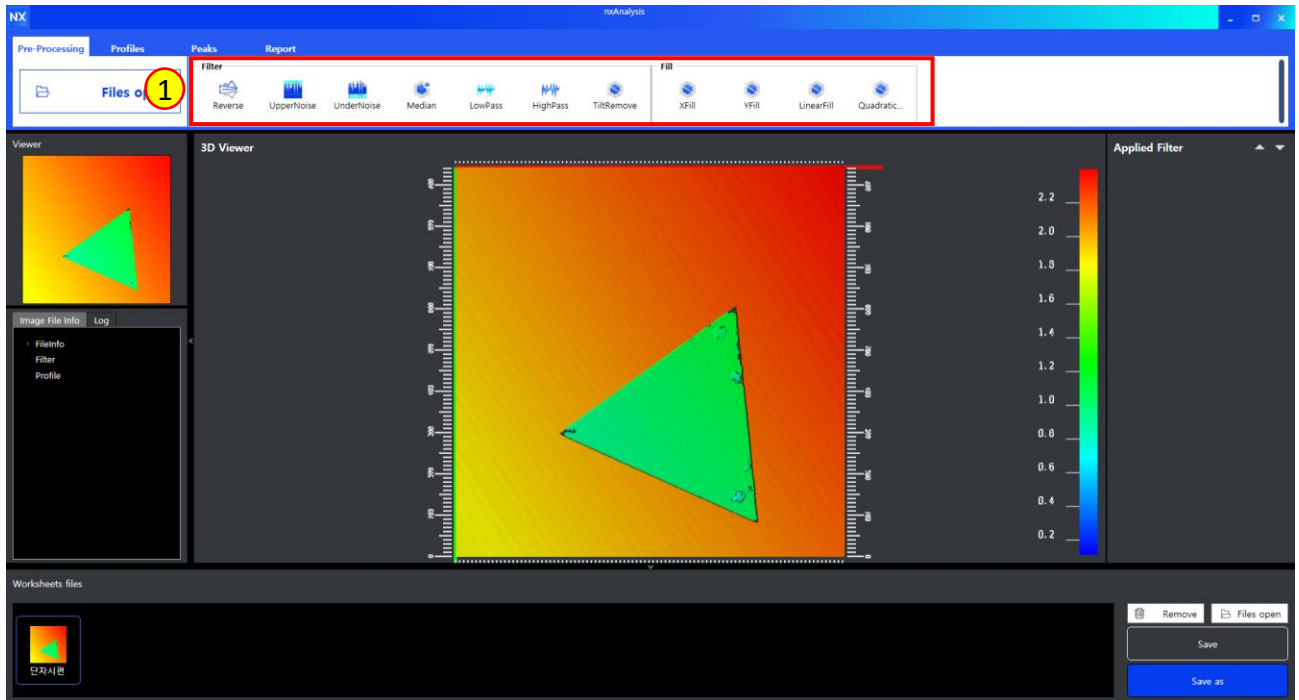 NX
nxAnalysis
Pre-Processing Profiles Peaks Report
Files op
1
Filter
Reverse UpperNoise UnderNoise Median LowPass HighPass TiltRemove
Fill
XFill YFill LinearFill Quadratic...
Viewer
3D Viewer
Applied Filter
2.2
2.0
1.8
1.6
1.4
1.2
1.0
0.8
0.6
0.4
0.2
Image File Info Log
FileInfo
Filter
Profile
Worksheets files
단차시편
Remove Files open
Save
Save as